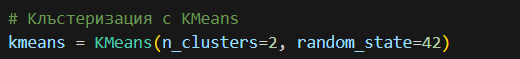 # Клъстеризация с KMeans
kmeans = KMeans(n_clusters=2, random_state=42)